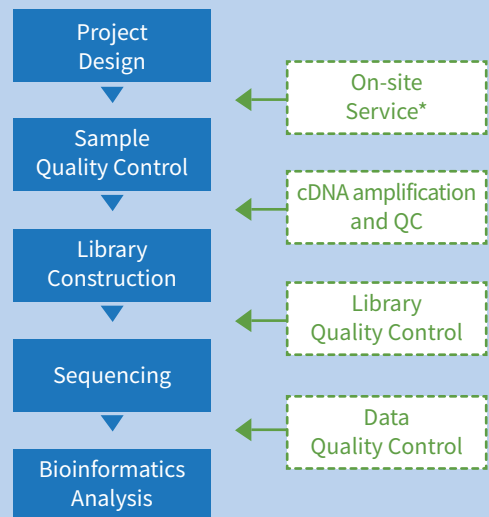 Project
Design
On-site
Service*
Sample
Quality Control
cDNA amplification
and QC
Library
Construction
Library
Quality Control
Sequencing
Data
Quality Control
Bioinformatics
Analysis